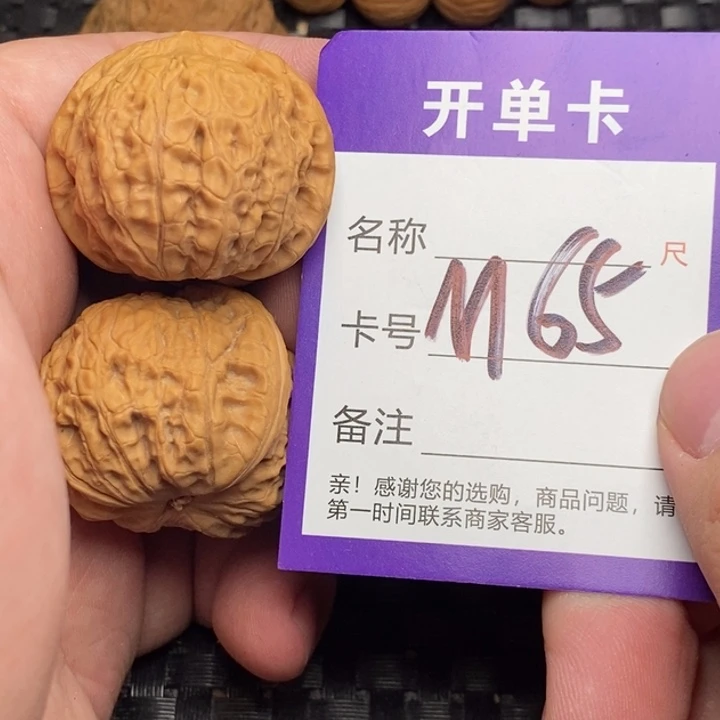 开单卡
名称 尺
卡号 M65
备注
亲！感谢您的选购，商品问题，请
第一时间联系商家客服。